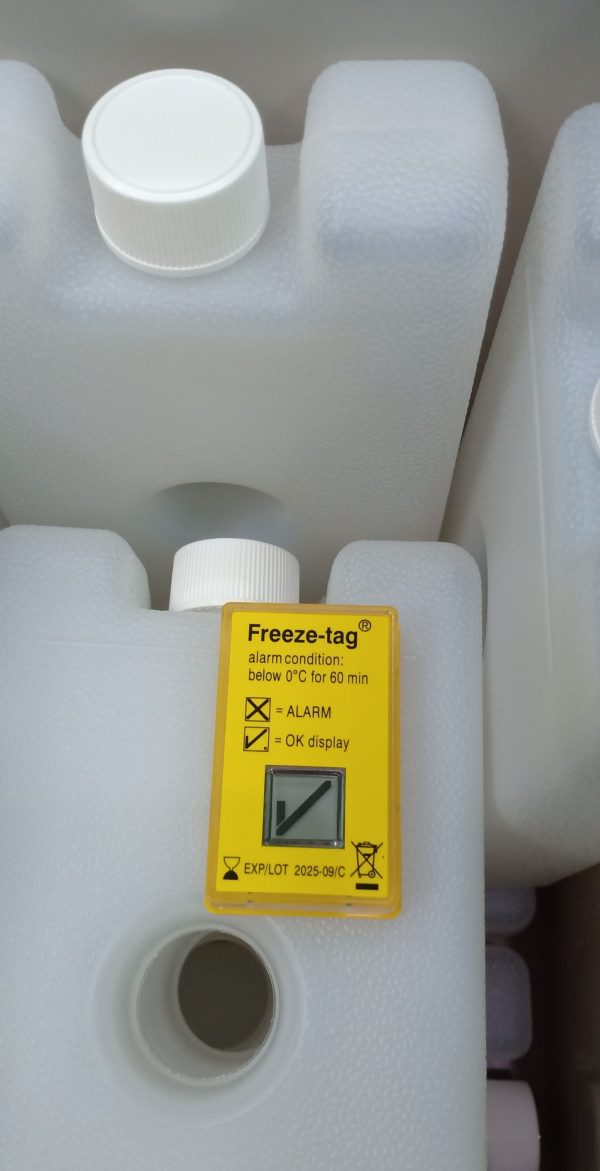 Freeze-tag®
alarm condition:
below 0°C for 60 min
= ALARM
= OK display
EXP/LOT 2025-09/C